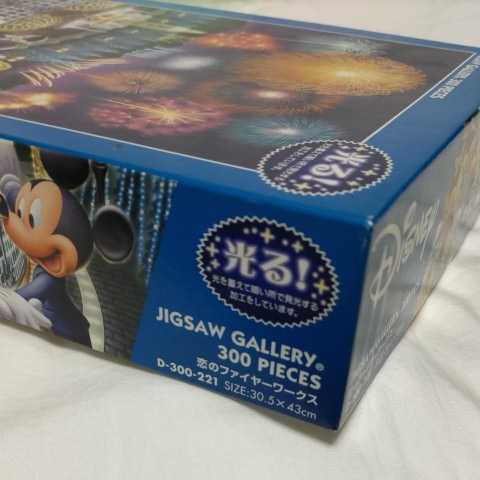 光る!
光る!
光を蓄えて暗い所で発光する
加工をしています。
JIGSAW GALLERY®
300 PIECES
恋のファイヤーワークス
D-300-221 SIZE:30.5×43cm
Disney